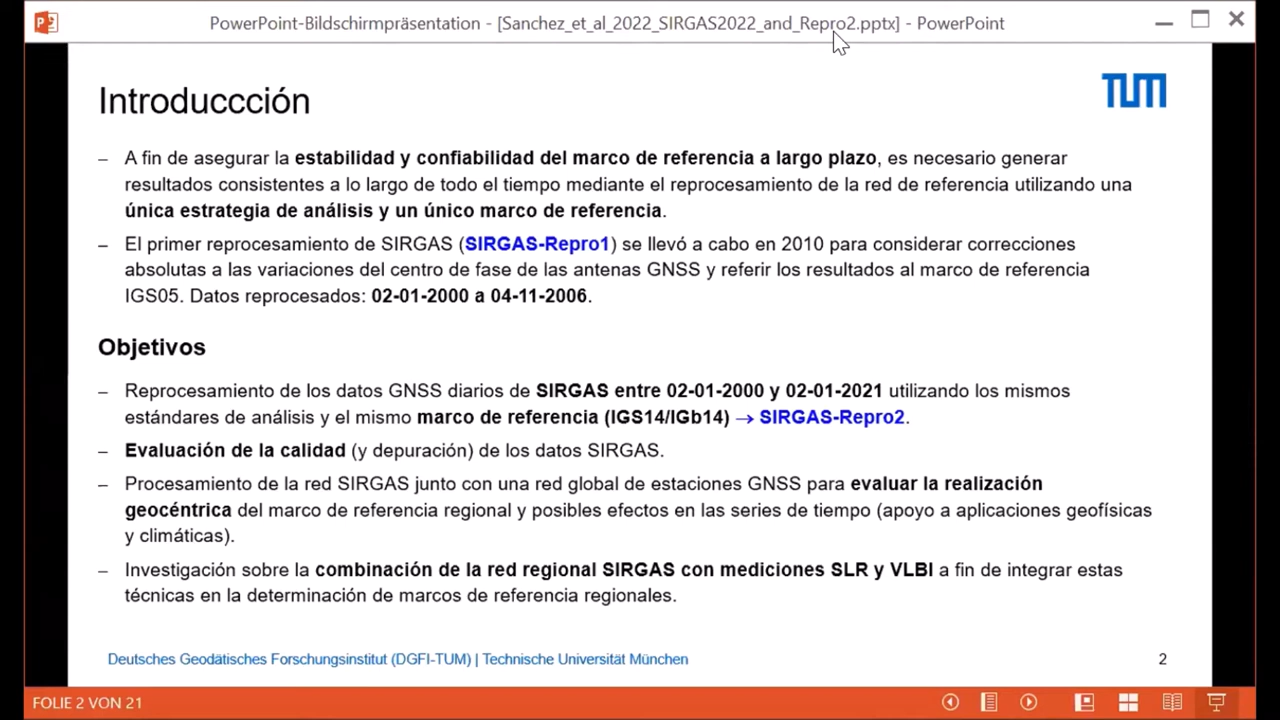 PowerPoint-Bildschirmpräsentation - [Sanchez_et_al_2022_SIRGAS2022_and_Repro2.pptx] - PowerPoint
Introduccción
TUM
– A fin de asegurar la estabilidad y confiabilidad del marco de referencia a largo plazo, es necesario generar
resultados consistentes a lo largo de todo el tiempo mediante el reprocesamiento de la red de referencia utilizando una
única estrategia de análisis y un único marco de referencia.
– El primer reprocesamiento de SIRGAS (SIRGAS-Repro1) se llevó a cabo en 2010 para considerar correcciones
absolutas a las variaciones del centro de fase de las antenas GNSS y referir los resultados al marco de referencia
IGS05. Datos reprocesados: 02-01-2000 a 04-11-2006.
Objetivos
– Reprocesamiento de los datos GNSS diarios de SIRGAS entre 02-01-2000 y 02-01-2021 utilizando los mismos
estándares de análisis y el mismo marco de referencia (IGS14/IGb14) → SIRGAS-Repro2.
– Evaluación de la calidad (y depuración) de los datos SIRGAS.
– Procesamiento de la red SIRGAS junto con una red global de estaciones GNSS para evaluar la realización
geocéntrica del marco de referencia regional y posibles efectos en las series de tiempo (apoyo a aplicaciones geofísicas
y climáticas).
– Investigación sobre la combinación de la red regional SIRGAS con mediciones SLR y VLBI a fin de integrar estas
técnicas en la determinación de marcos de referencia regionales.
Deutsches Geodätisches Forschungsinstitut (DGFI-TUM) | Technische Universität München
2
FOLIE 2 VON 21